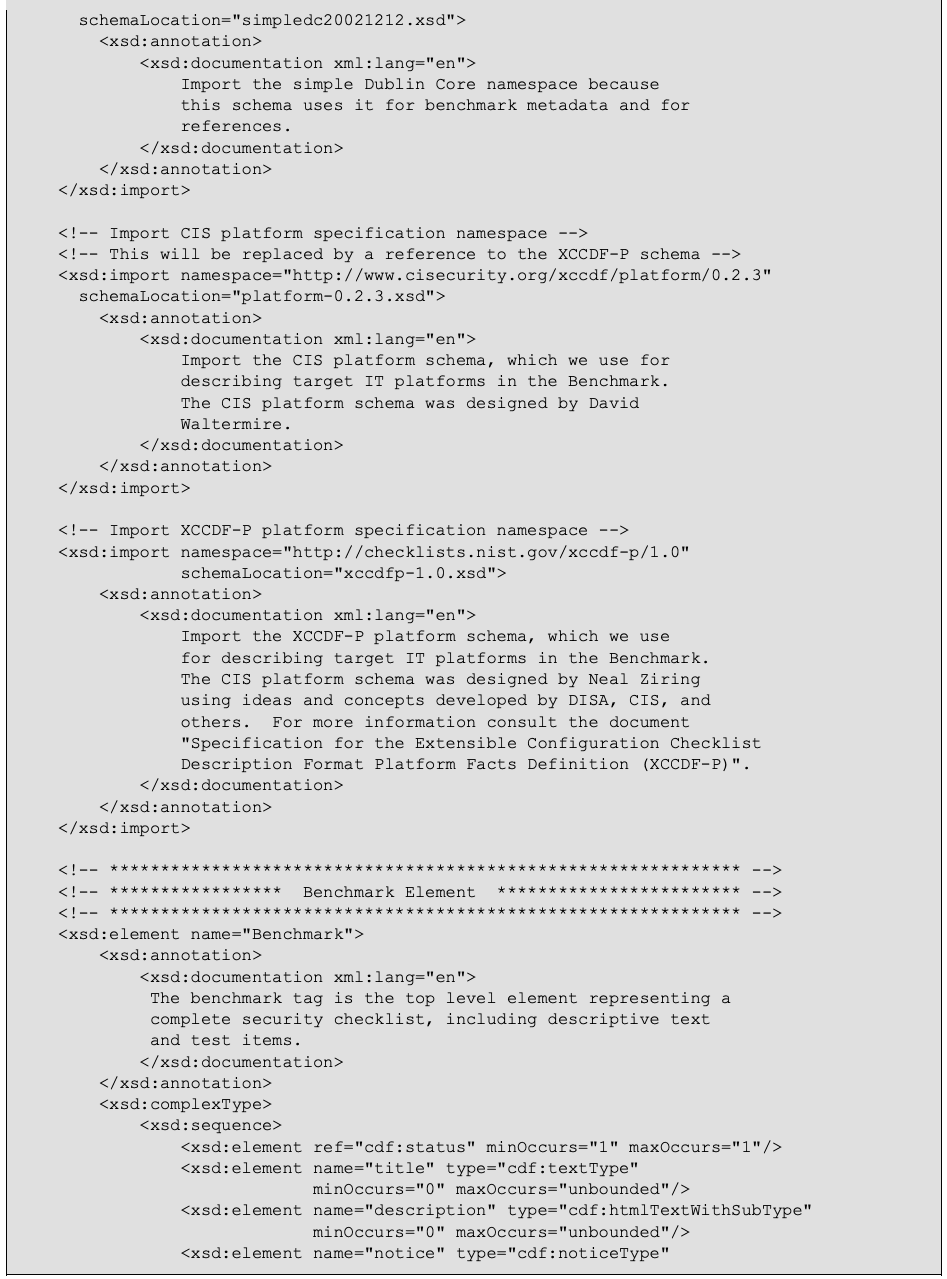 schemaLocation="simpledc20021212.xsd">
<xsd:annotation>
<xsd:documentation xml:lang="en">
Import the simple Dublin Core namespace because
this schema uses it for benchmark metadata and for
references.
</xsd:documentation>
</xsd:annotation>
</xsd:import>
<!-- Import CIS platform specification namespace -->
<!-- This will be replaced by a reference to the XCCDF-P schema -->
<xsd:import namespace="http://www.cisecurity.org/xccdf/platform/0.2.3"
schemaLocation="platform-0.2.3.xsd">
<xsd:annotation>
<xsd:documentation xml:lang="en">
Import the CIS platform schema, which we use for
describing target IT platforms in the Benchmark.
The CIS platform schema was designed by David
Waltermire.
</xsd:documentation>
</xsd:annotation>
</xsd:import>
<!-- Import XCCDF-P platform specification namespace -->
<xsd:import namespace="http://checklists.nist.gov/xccdf-p/1.0"
schemaLocation="xccdfp-1.0.xsd">
<xsd:annotation>
<xsd:documentation xml:lang="en">
Import the XCCDF-P platform schema, which we use
for describing target IT platforms in the Benchmark.
The CIS platform schema was designed by Neal Ziring
using ideas and concepts developed by DISA, CIS, and
others.  For more information consult the document
"Specification for the Extensible Configuration Checklist
Description Format Platform Facts Definition (XCCDF-P)".
</xsd:documentation>
</xsd:annotation>
</xsd:import>
<!-- ************************************************************** -->
<!-- *****************  Benchmark Element  ************************ -->
<!-- ************************************************************** -->
<xsd:element name="Benchmark">
<xsd:annotation>
<xsd:documentation xml:lang="en">
The benchmark tag is the top level element representing a
complete security checklist, including descriptive text
and test items.
</xsd:documentation>
</xsd:annotation>
<xsd:complexType>
<xsd:sequence>
<xsd:element ref="cdf:status" minOccurs="1" maxOccurs="1"/>
<xsd:element name="title" type="cdf:textType"
minOccurs="0" maxOccurs="unbounded"/>
<xsd:element name="description" type="cdf:htmlTextWithSubType"
minOccurs="0" maxOccurs="unbounded"/>
<xsd:element name="notice" type="cdf:noticeType"